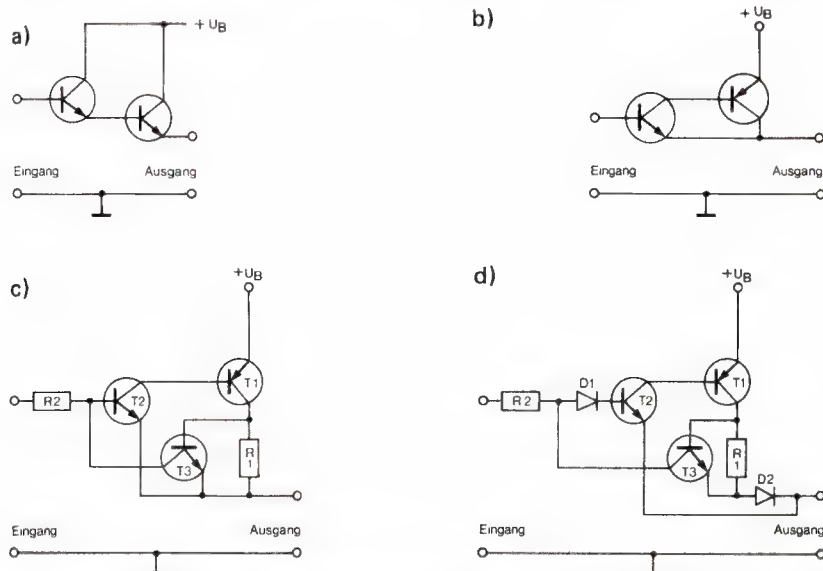 a)
+ UB
Eingang
Ausgang
b)
+ UB
Eingang
Ausgang
c)
+UB
R2
T2
T1
T3
R
1
Eingang
Ausgang
d)
+UB
R2
D1
T2
T1
T3
R
1
D2
Eingang
Ausgang